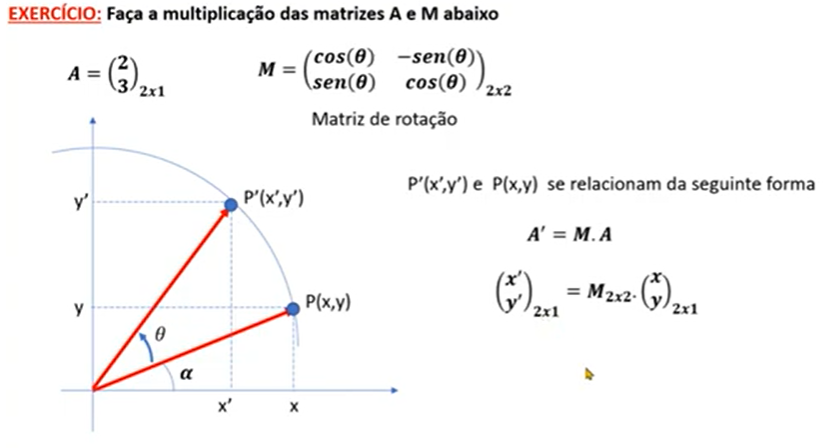 EXERCÍCIO: Faça a multiplicação das matrizes A e M abaixo
A = (2 3) 2x1
M = (cos(θ) −sen(θ) sen(θ) cos(θ)) 2x2
Matriz de rotação
y'
P'(x',y')
P'(x',y') e P(x,y) se relacionam da seguinte forma
A' = M. A
(x' y') 2x1 = M2x2. (x y) 2x1
y
P(x,y)
θ
α
x'
x